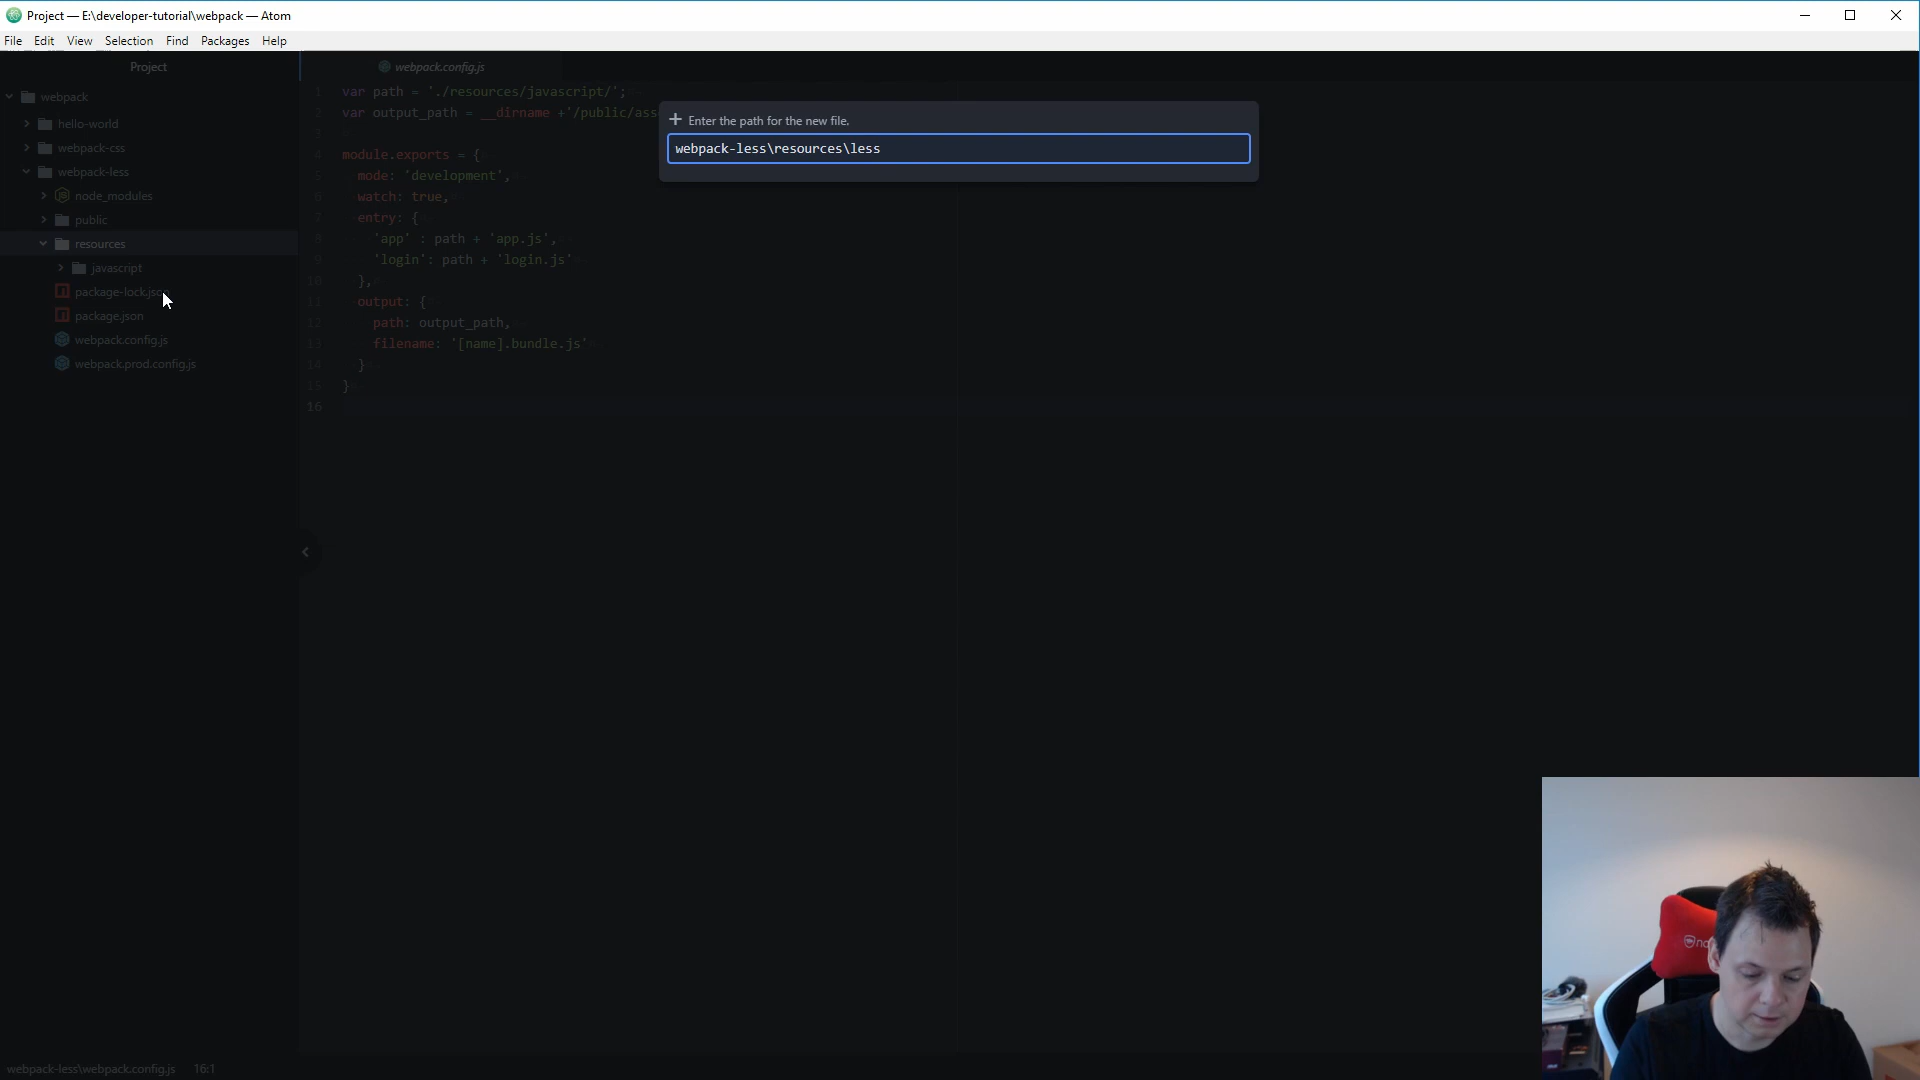 Project — E:\developer-tutorial\webpack — Atom
File Edit View Selection Find Packages Help
Project
webpack
hello-world
webpack-css
webpack-less
node_modules
public
resources
javascript
package-lock.json
package.json
webpack.config.js
webpack.prod.config.js
webpack.config.js
1 var path = './resources/javascript/';
2 var output_path = __dirname +'/public/ass
3
4 module.exports = {
5 mode: 'development',
6 watch: true,
7 entry: {
8 'app' : path + 'app.js',
9 'login': path + 'login.js'
10 },
11 output: {
12 path: output_path,
13 filename: '[name].bundle.js'
14 }
15 }
16
Enter the path for the new file.
webpack-less\resources\less
webpack-less\webpack.config.js 16:1